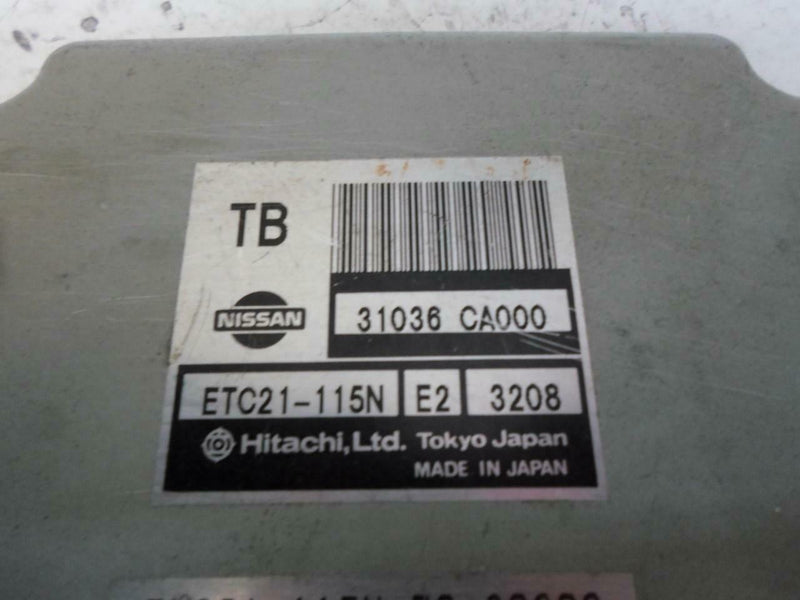 TB
NISSAN
31036 CA000
ETC21-115N E2 3208
Hitachi, Ltd. Tokyo Japan
MADE IN JAPAN